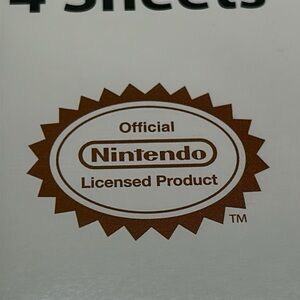 4 Sheets
Official
Nintendo
Licensed Product
TM